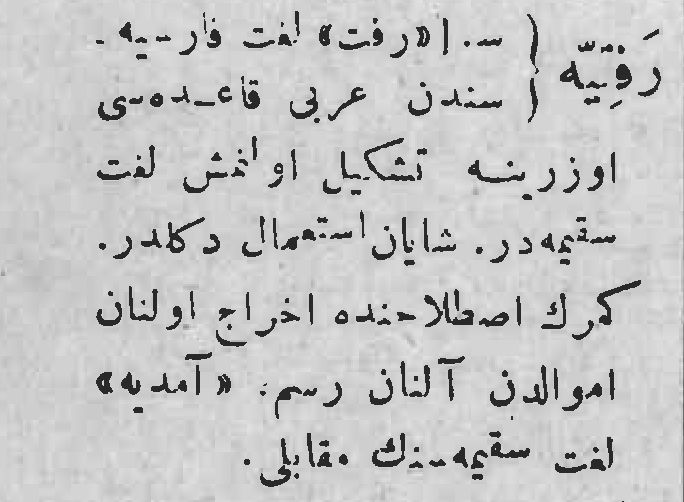 رَفْتِيّه ( س. ا «رفت» لغت فارسيه-
( سندن عربى قاعده‌سى
اوزرينه تشكيل اولنمش لغت
سقيمه‌در. شايان استعمال دكلدر.
كمرك اصطلاحنده اخراج اولنان
اموالدن آلنان رسم: «آمديه»
لغت سقيمه‌سنك مقابلى.